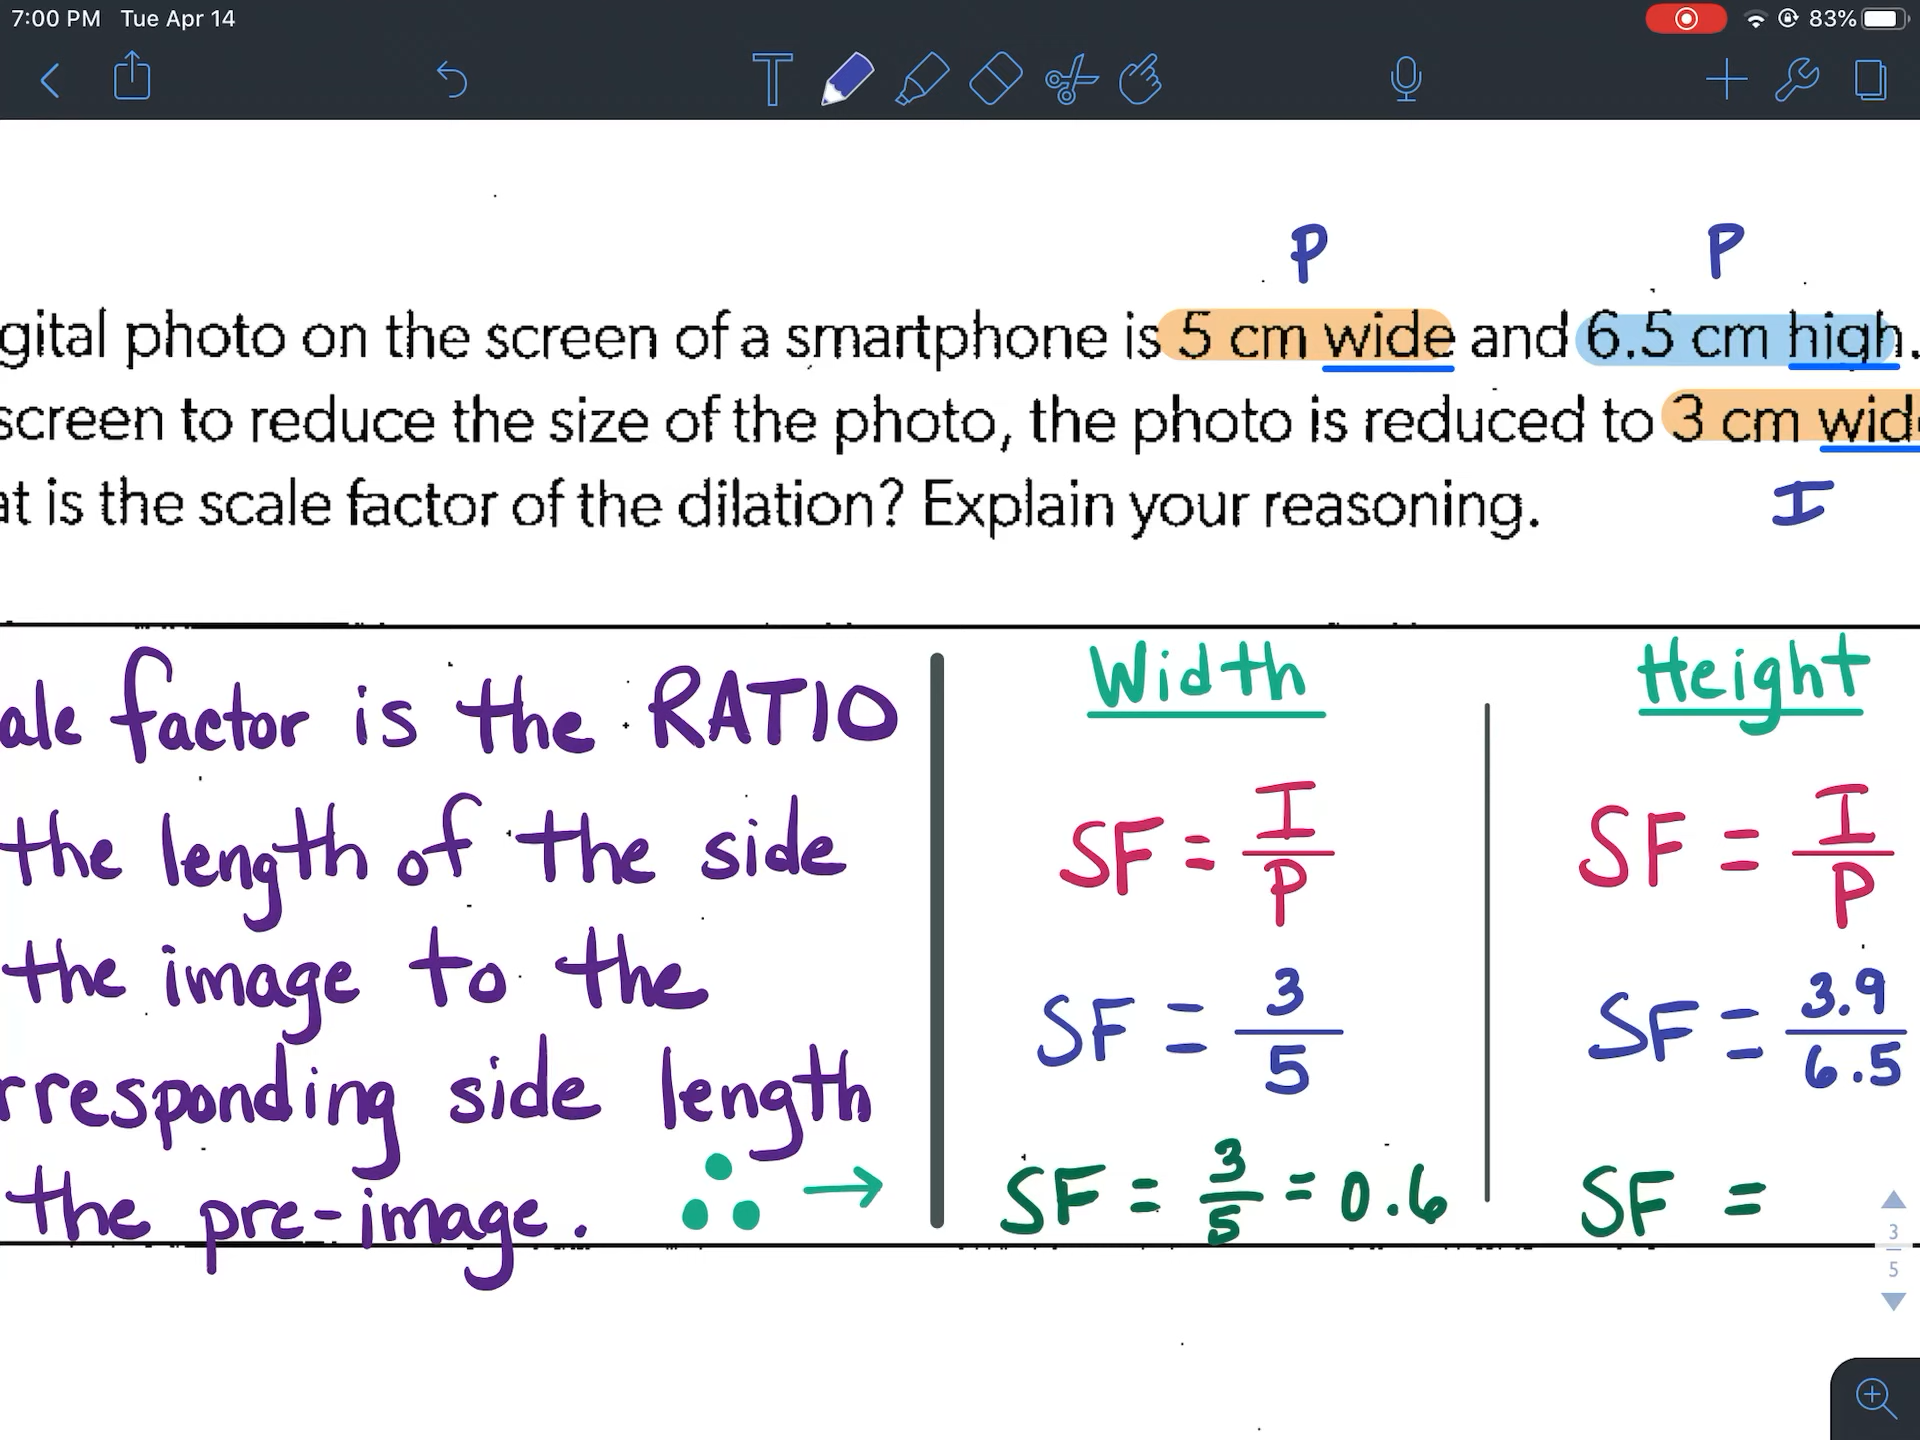 7:00 PM Tue Apr 14
83%
P P
gital photo on the screen of a smartphone is 5 cm wide and 6.5 cm high.
screen to reduce the size of the photo, the photo is reduced to 3 cm wid
at is the scale factor of the dilation? Explain your reasoning.
I
ale factor is the RATIO
the length of the side
the image to the
rresponding side length
the pre-image. ∴ →
Width
SF = I/P
SF = 3/5
SF = 3/5 = 0.6
Height
SF = I/P
SF = 3.9/6.5
SF =
3
5